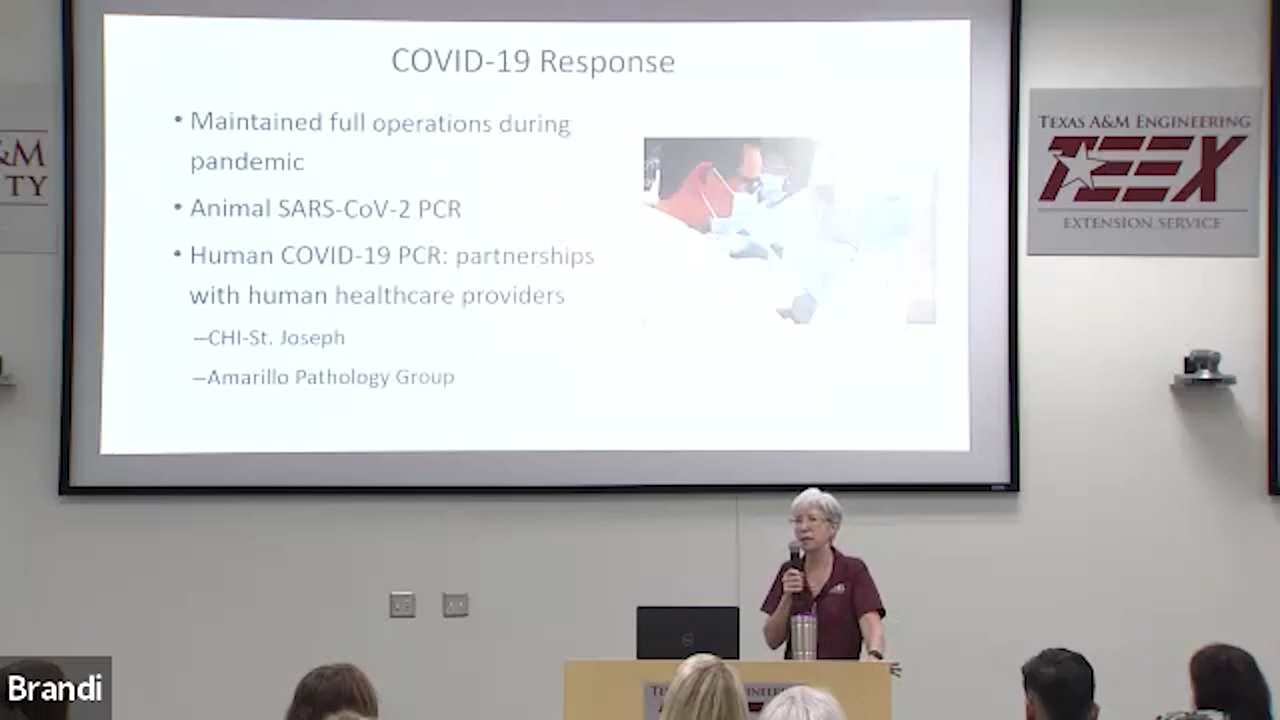 COVID-19 Response
• Maintained full operations during
pandemic
• Animal SARS-CoV-2 PCR
• Human COVID-19 PCR: partnerships
with human healthcare providers
–CHI-St. Joseph
–Amarillo Pathology Group
&M
TY
TEXAS A&M ENGINEERING
TEEX
EXTENSION SERVICE
Brandi